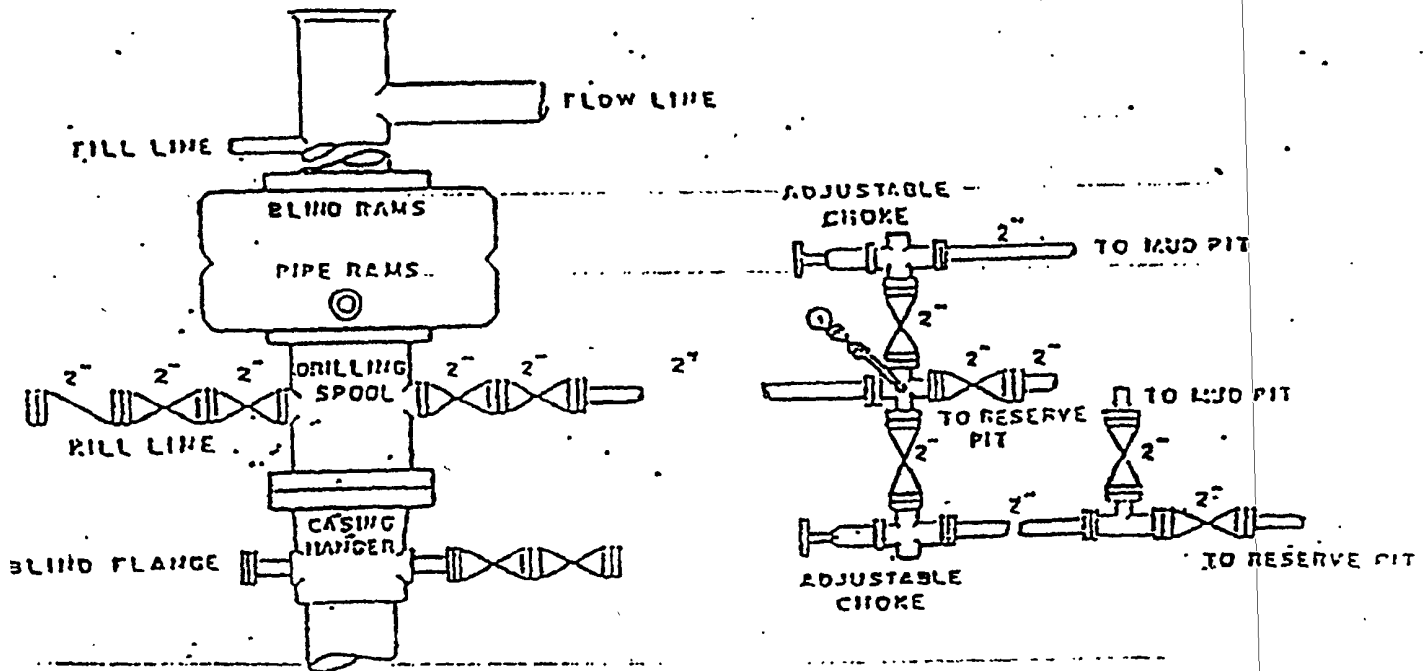 FLOW LINE
FILL LINE
BLIND RAMS
PIPE RAMS
DRILLING
SPOOL
2"
2"
2"
2"
2"
2"
KILL LINE
CASING
HANGER
BLIND FLANGE
ADJUSTABLE
CHOKE
2"
TO MUD PIT
2"
2"
2"
TO RESERVE
PIT
TO MUD PIT
2"
2"
2"
2"
TO RESERVE PIT
ADJUSTABLE
CHOKE